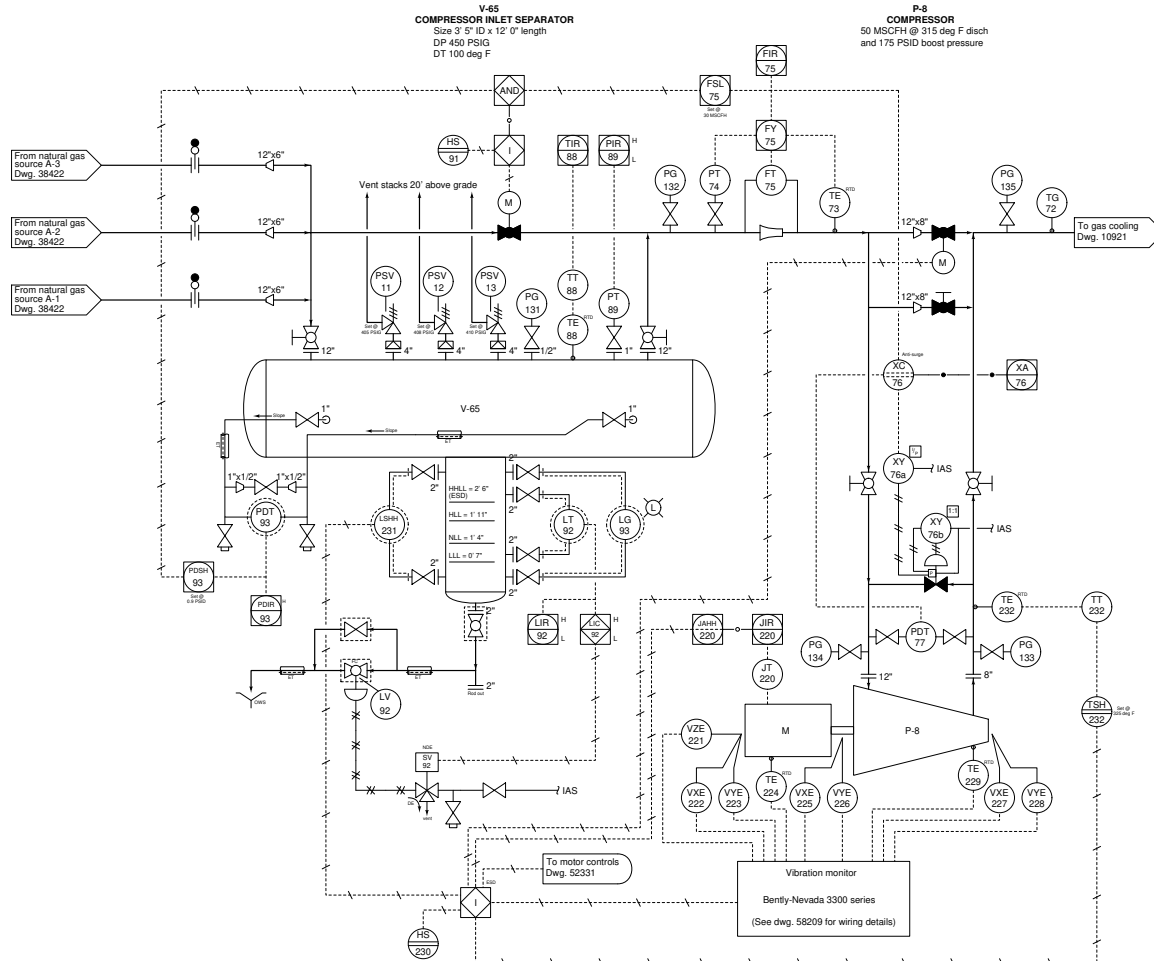 V-65
COMPRESSOR INLET SEPARATOR
Size 3' 5" ID x 12' 0" length
DP 450 PSIG
DT 100 deg F
P-8
COMPRESSOR
50 MSCFH @ 315 deg F disch
and 175 PSID boost pressure
FIR
75
AND
FSL
75
Set @
30 MSCFH
HS
91
I
TIR
88
PIR
89
H
L
FY
75
From natural gas
source A-3
Dwg. 38422
12"x6"
Vent stacks 20' above grade
M
PG
132
PT
74
FT
75
TE
73
RTD
PG
135
TG
72
From natural gas
source A-2
Dwg. 38422
12"x6"
12"x8"
To gas cooling
Dwg. 10921
M
From natural gas
source A-1
Dwg. 38422
12"x6"
PSV
11
PSV
12
PSV
13
TT
88
PG
131
TE
88
RTD
PT
89
12"x8"
Set @
405 PSIG
Set @
408 PSIG
Set @
410 PSIG
12"
4"
4"
4"
1/2"
1"
12"
Anti-surge
XC
76
XA
76
V-65
Slope
1"
Slope
1"
ET
ET
1"x1/2"
1"x1/2"
PDT
93
2"
2"
2"
2"
2"
2"
HHLL = 2' 6"
(ESD)
HLL = 1' 11"
NLL = 1' 4"
LLL = 0' 7"
LSHH
231
LT
92
LG
93
L
XY
76a
I/P
IAS
XY
76b
1:1
IAS
P
PDSH
93
Set @
0.9 PSID
PDIR
93
H
LIR
92
H
L
LIC
92
H
L
JAHH
220
JIR
220
TE
232
RTD
TT
232
PG
134
PDT
77
PG
133
JT
220
12"
8"
2"
2"
Red out
FC
ET
ET
OWS
LV
92
TSH
232
Set @
325 deg F
VZE
221
M
P-8
NDE
SV
92
DE
vent
IAS
VXE
222
VYE
223
TE
224
RTD
VXE
225
VYE
226
TE
229
RTD
VXE
227
VYE
228
To motor controls
Dwg. 52331
Vibration monitor
Bently-Nevada 3300 series
(See dwg. 58209 for wiring details)
ESD
I
HS
230